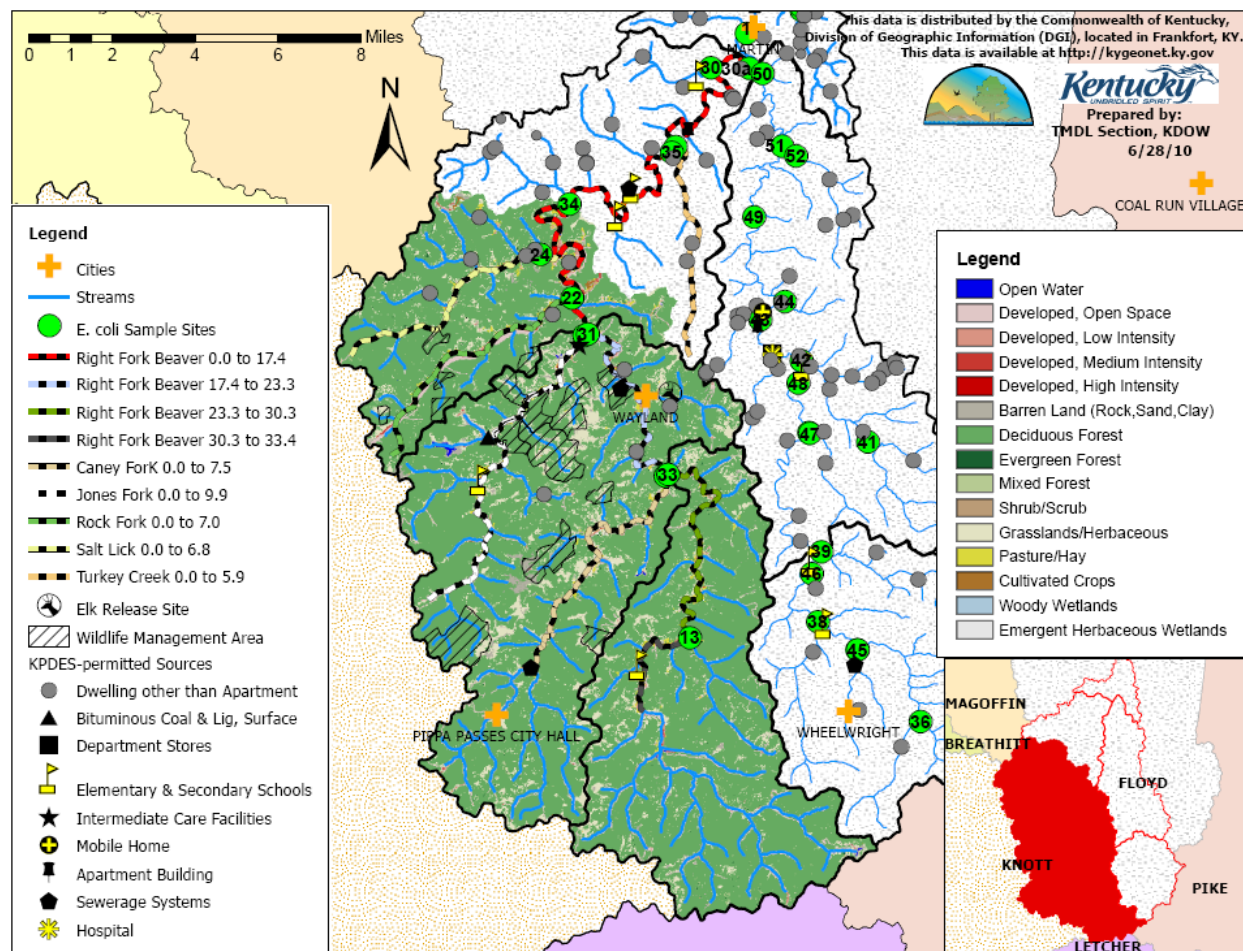 0 2 4 6 8 Miles
This data is distributed by the Commonwealth of Kentucky,
Division of Geographic Information (DGI), located in Frankfort, KY.
This data is available at http://kygeonet.ky.gov
Kentucky
UNBRIDLED SPIRIT
Prepared by:
TMDL Section, KDOW
6/28/10
N
MARTIN
30
30a
50
51
52
35
34
49
24
22
44
31
42
48
WAYLAND
47
41
33
39
46
38
13
45
36
PIPPA PASSES CITY HALL
WHEELWRIGHT
COAL RUN VILLAGE
Legend
Cities
Streams
E. coli Sample Sites
Right Fork Beaver 0.0 to 17.4
Right Fork Beaver 17.4 to 23.3
Right Fork Beaver 23.3 to 30.3
Right Fork Beaver 30.3 to 33.4
Caney ForK 0.0 to 7.5
Jones Fork 0.0 to 9.9
Rock Fork 0.0 to 7.0
Salt Lick 0.0 to 6.8
Turkey Creek 0.0 to 5.9
Elk Release Site
Wildlife Management Area
KPDES-permitted Sources
Dwelling other than Apartment
Bituminous Coal & Lig, Surface
Department Stores
Elementary & Secondary Schools
Intermediate Care Facilities
Mobile Home
Apartment Building
Sewerage Systems
Hospital
Legend
Open Water
Developed, Open Space
Developed, Low Intensity
Developed, Medium Intensity
Developed, High Intensity
Barren Land (Rock,Sand,Clay)
Deciduous Forest
Evergreen Forest
Mixed Forest
Shrub/Scrub
Grasslands/Herbaceous
Pasture/Hay
Cultivated Crops
Woody Wetlands
Emergent Herbaceous Wetlands
MAGOFFIN
BREATHITT
FLOYD
KNOTT
PIKE
LETCHER